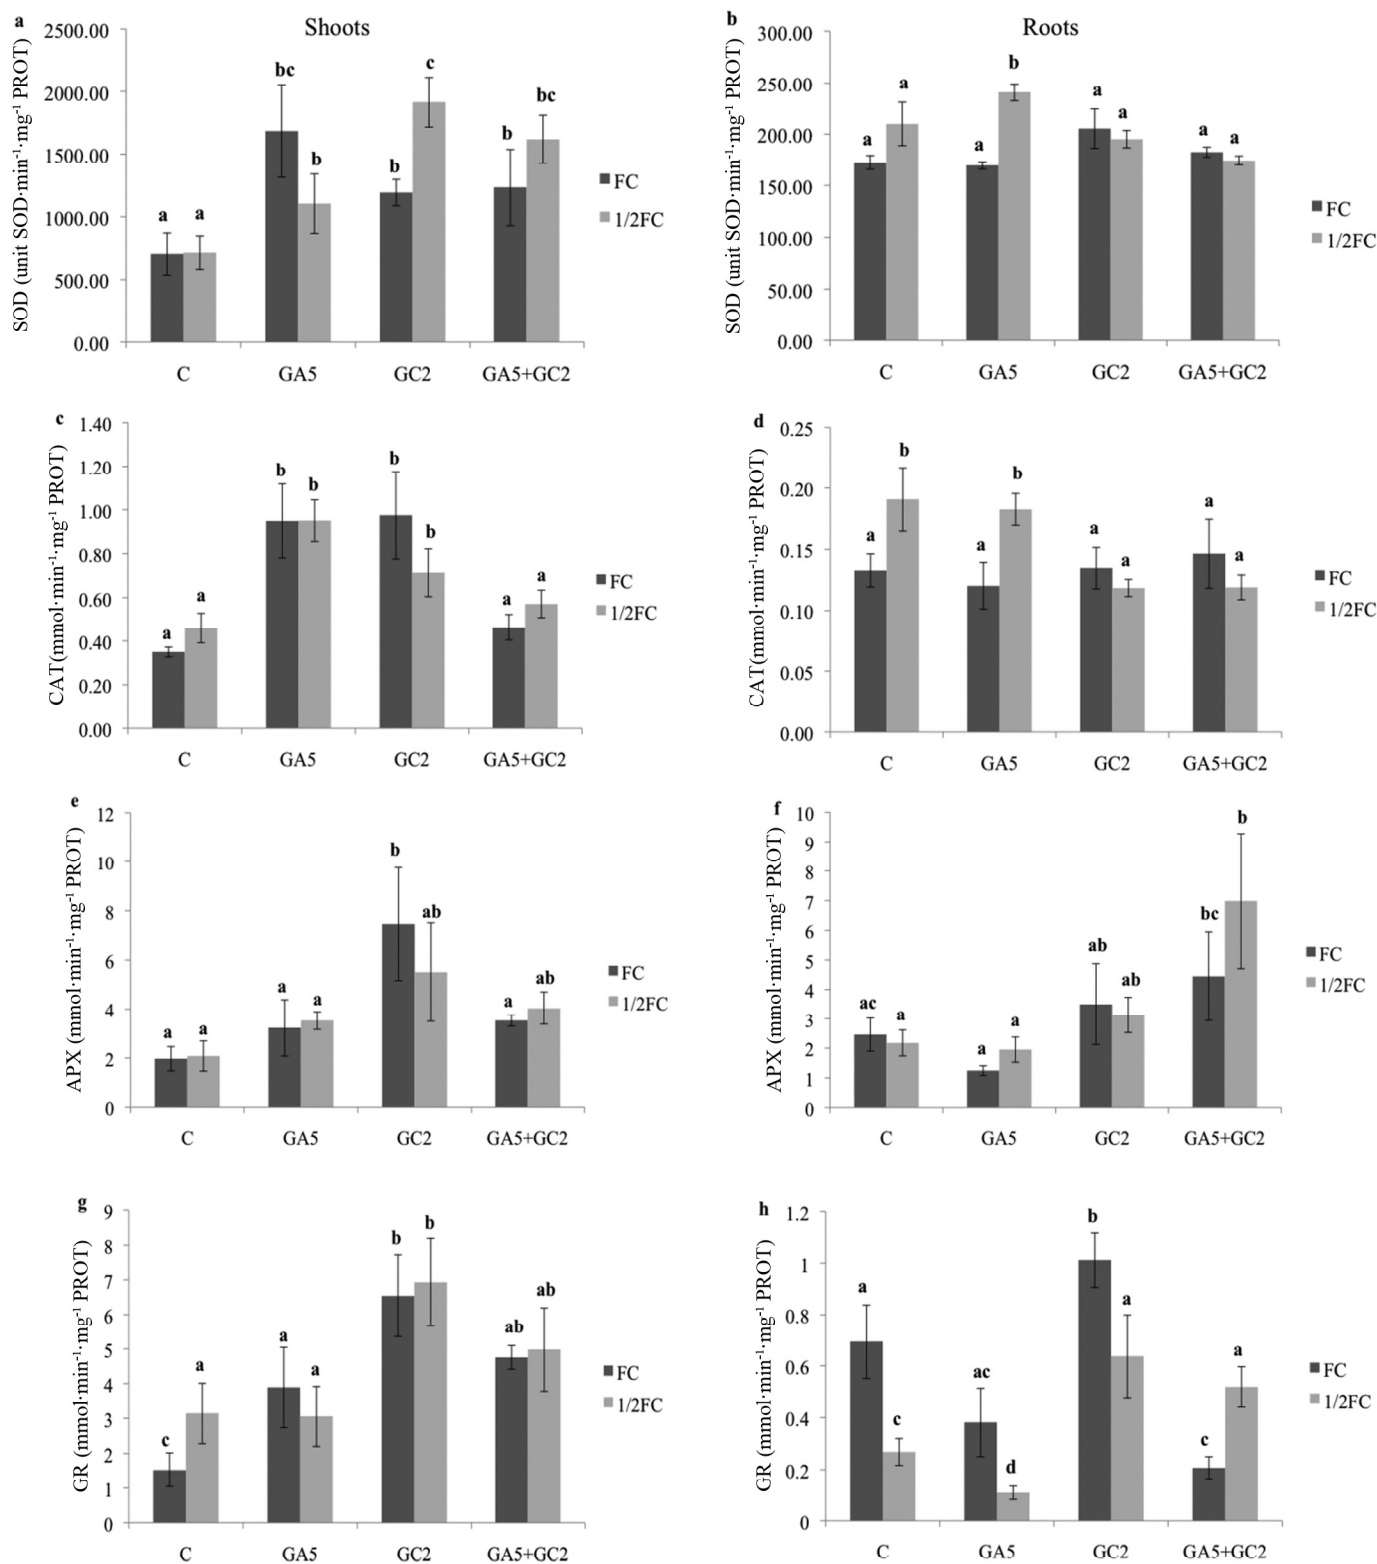 a
Shoots
SOD (unit SOD·min⁻¹·mg⁻¹ PROT)
2500.00
2000.00
1500.00
1000.00
500.00
0.00
a a bc b b c b bc
C GA5 GC2 GA5+GC2
FC
1/2FC
b
Roots
SOD (unit SOD·min⁻¹·mg⁻¹ PROT)
300.00
250.00
200.00
150.00
100.00
50.00
0.00
a a a b a a a a
C GA5 GC2 GA5+GC2
FC
1/2FC
c
CAT(mmol·min⁻¹·mg⁻¹ PROT)
1.40
1.20
1.00
0.80
0.60
0.40
0.20
0.00
a a b b b b a a
C GA5 GC2 GA5+GC2
FC
1/2FC
d
CAT(mmol·min⁻¹·mg⁻¹ PROT)
0.25
0.20
0.15
0.10
0.05
0.00
a b a b a a a a
C GA5 GC2 GA5+GC2
FC
1/2FC
e
APX (mmol·min⁻¹·mg⁻¹ PROT)
12
10
8
6
4
2
0
a a a a b ab a ab
C GA5 GC2 GA5+GC2
FC
1/2FC
f
APX (mmol·min⁻¹·mg⁻¹ PROT)
10
9
8
7
6
5
4
3
2
1
0
ac a a a ab ab bc b
C GA5 GC2 GA5+GC2
FC
1/2FC
g
GR (mmol·min⁻¹·mg⁻¹ PROT)
9
8
7
6
5
4
3
2
1
0
c a a a b b ab ab
C GA5 GC2 GA5+GC2
FC
1/2FC
h
GR (mmol·min⁻¹·mg⁻¹ PROT)
1.2
1
0.8
0.6
0.4
0.2
0
a c ac d b a c a
C GA5 GC2 GA5+GC2
FC
1/2FC